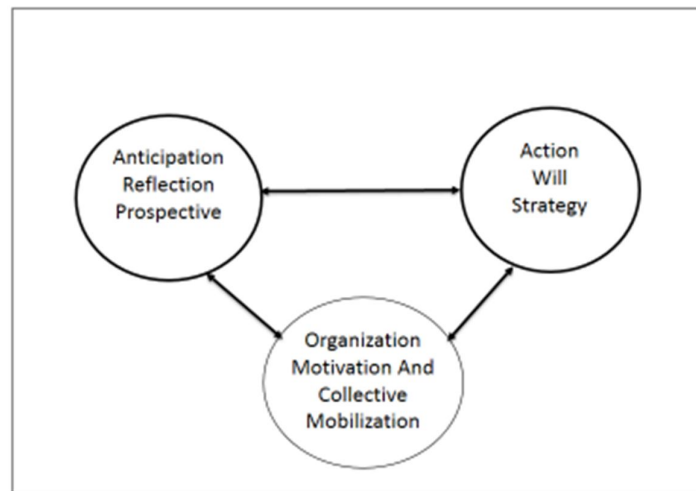 Anticipation
Reflection
Prospective
Action
Will
Strategy
Organization
Motivation And
Collective
Mobilization